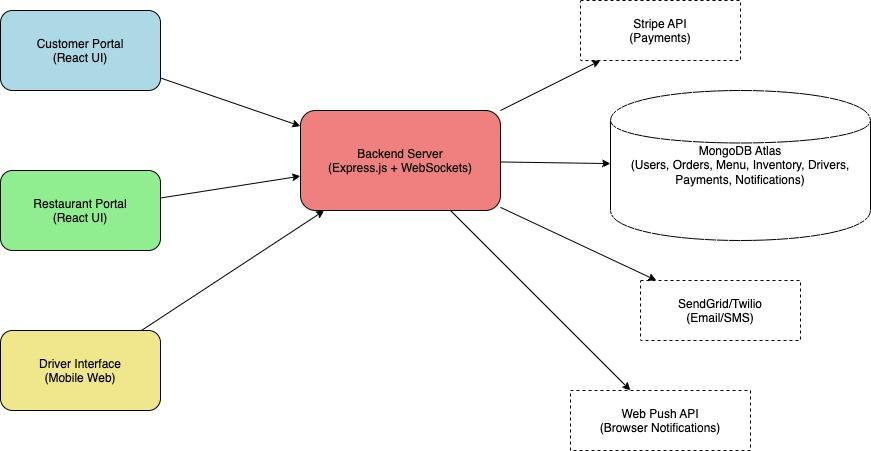 Customer Portal
(React UI)
Stripe API
(Payments)
Backend Server
(Express.js + WebSockets)
MongoDB Atlas
(Users, Orders, Menu, Inventory, Drivers,
Payments, Notifications)
Restaurant Portal
(React UI)
SendGrid/Twilio
(Email/SMS)
Driver Interface
(Mobile Web)
Web Push API
(Browser Notifications)